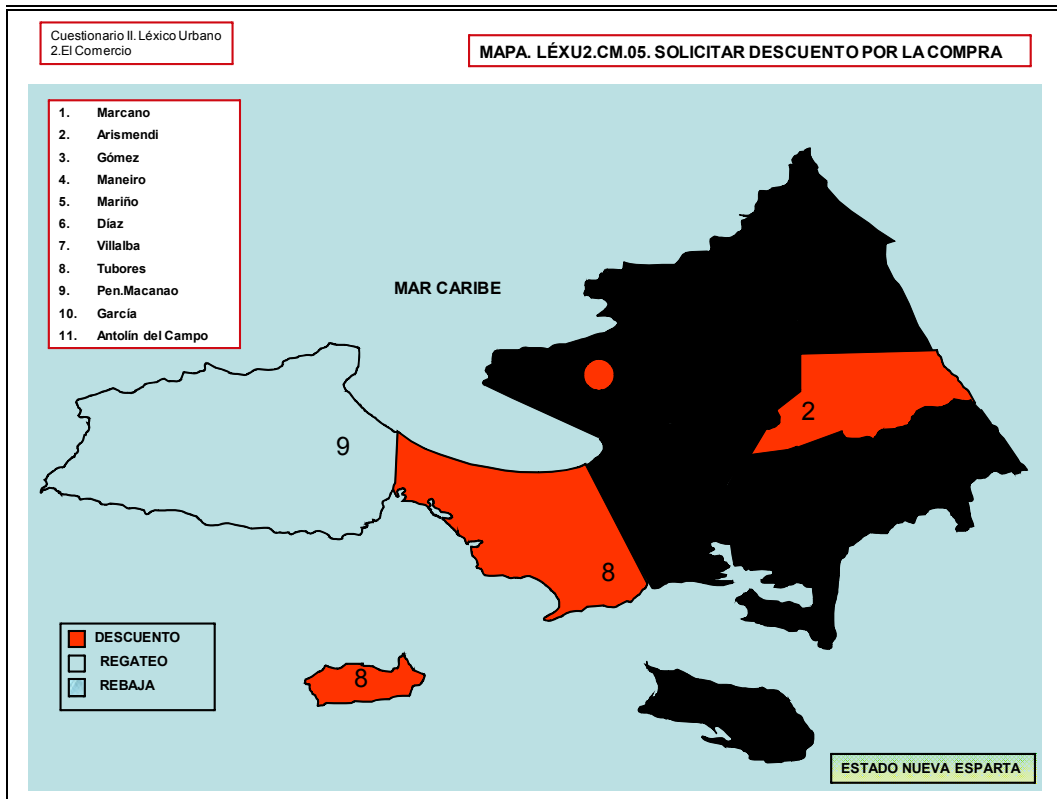 Cuestionario II. Léxico Urbano
2.El Comercio
MAPA. LÉXU2.CM.05. SOLICITAR DESCUENTO POR LA COMPRA
1. Marcano
2. Arismendi
3. Gómez
4. Maneiro
5. Mariño
6. Díaz
7. Villalba
8. Tubores
9. Pen.Macanao
10. García
11. Antolín del Campo
MAR CARIBE
2
9
8
8
DESCUENTO
REGATEO
REBAJA
ESTADO NUEVA ESPARTA